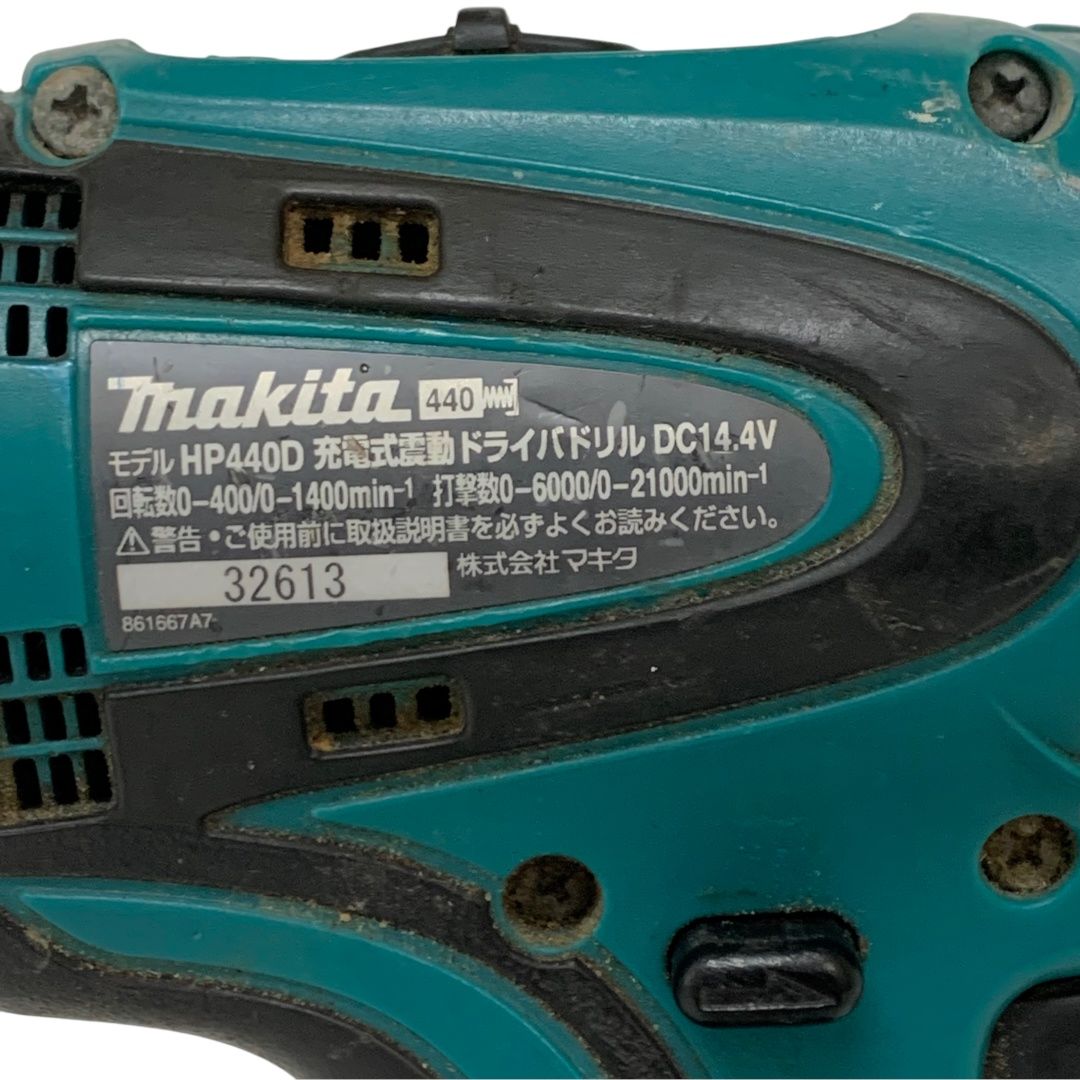 makita 440
モデル HP440D 充電式震動ドライバドリル DC14.4V
回転数0-400/0-1400min-1 打撃数0-6000/0-21000min-1
⚠警告・ご使用前に取扱説明書を必ずよくお読みください。
32613 株式会社マキタ
861667A7